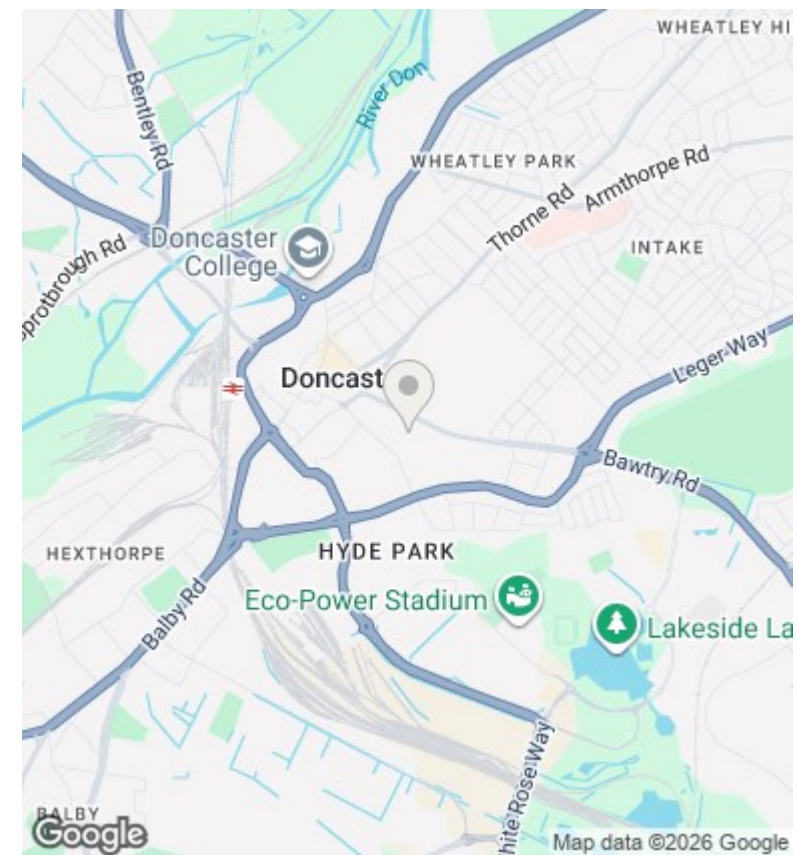 WHEATLEY HI
Bentley Rd
River Don
WHEATLEY PARK
Armthorpe Rd
Thorne Rd
INTAKE
Doncaster
College
protbrough Rd
Doncast
Leger Way
Bawtry Rd
HEXTHORPE
HYDE PARK
Eco-Power Stadium
Balby Rd
Lakeside La
hite Rose Way
BALBY
Google
Map data ©2026 Google